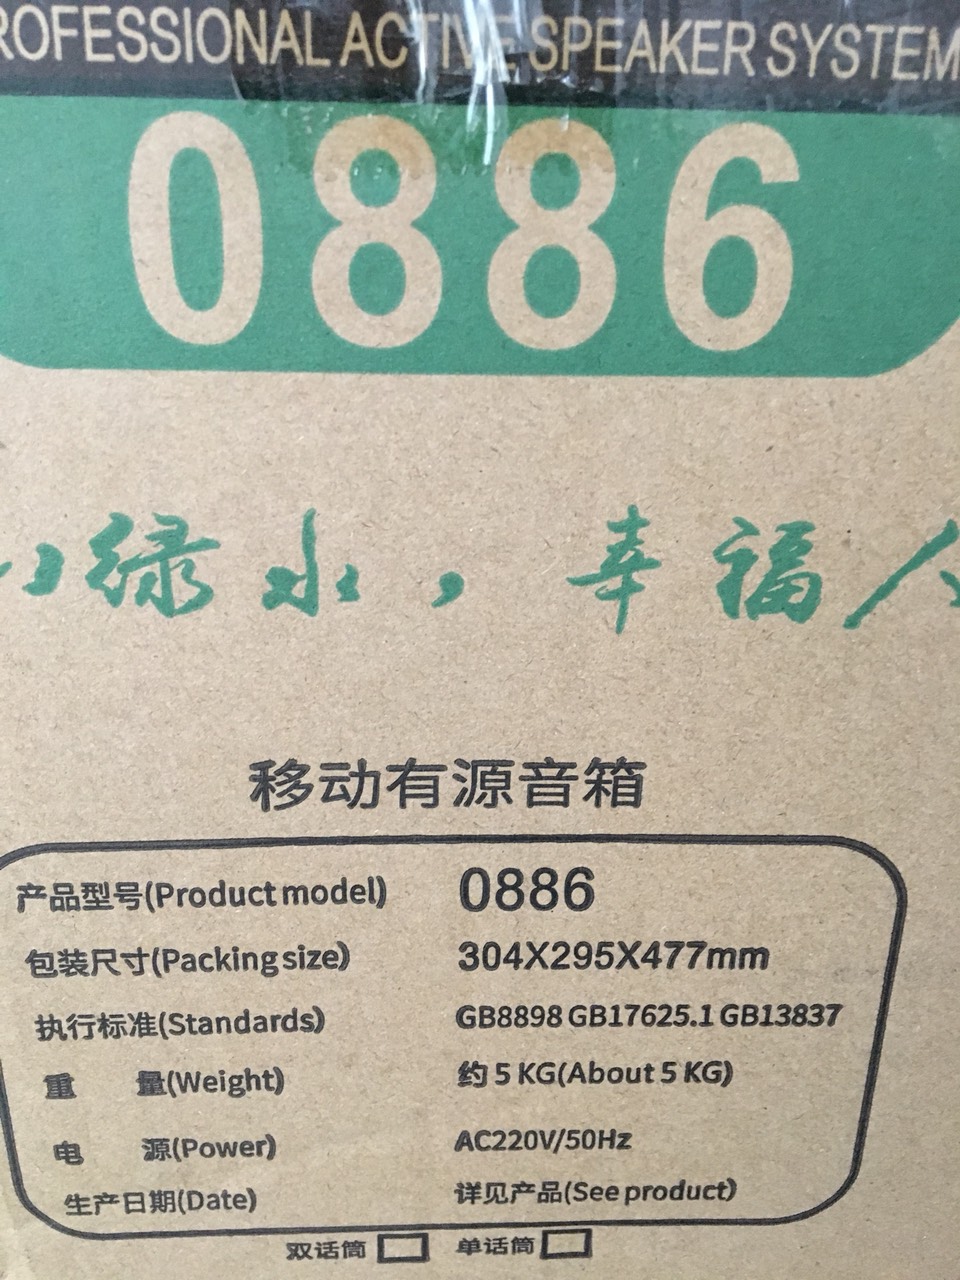 ROFESSIONAL ACTIVE SPEAKER SYSTEM
0886
山绿水，幸福人
移动有源音箱
产品型号(Product model) 0886
包装尺寸(Packing size) 304X295X477mm
执行标准(Standards) GB8898 GB17625.1 GB13837
重 量(Weight) 约 5 KG(About 5 KG)
电 源(Power) AC220V/50Hz
生产日期(Date) 详见产品(See product)
双话筒 单话筒